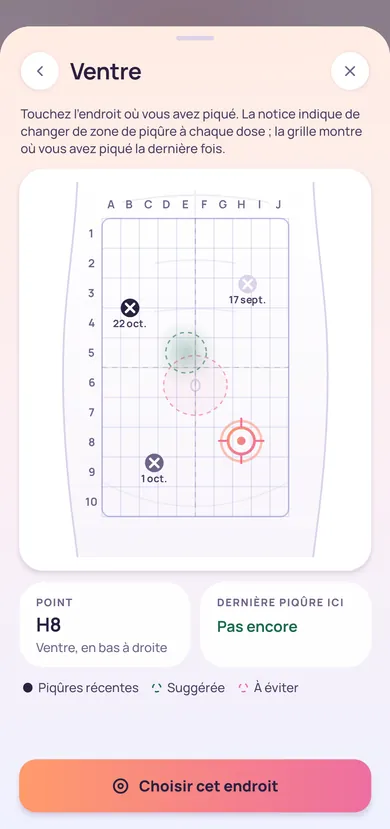 Ventre
Touchez l'endroit où vous avez piqué. La notice indique de
changer de zone de piqûre à chaque dose ; la grille montre
où vous avez piqué la dernière fois.
A B C D E F G H I J
1
2
3
17 sept.
22 oct.
4
5
6
7
8
9
1 oct.
10
POINT
H8
Ventre, en bas à droite
DERNIÈRE PIQÛRE ICI
Pas encore
Piqûres récentes
Suggérée
À éviter
Choisir cet endroit